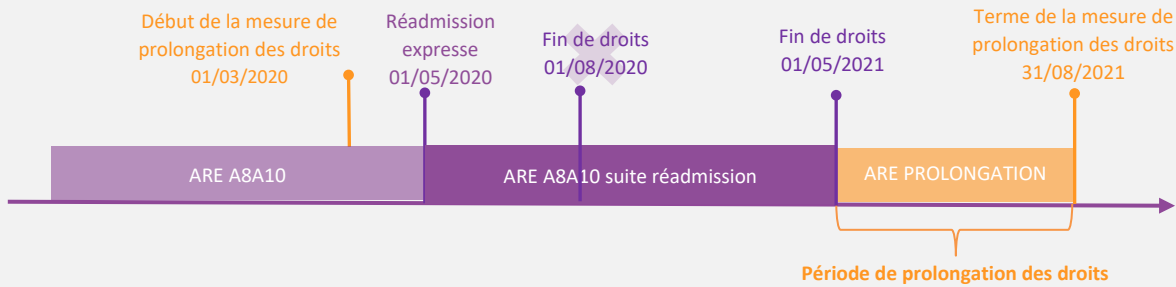 Début de la mesure de
prolongation des droits
01/03/2020
Réadmission
expresse
01/05/2020
Fin de droits
01/08/2020
Fin de droits
01/05/2021
Terme de la mesure de
prolongation des droits
31/08/2021
ARE A8A10
ARE A8A10 suite réadmission
ARE PROLONGATION
Période de prolongation des droits